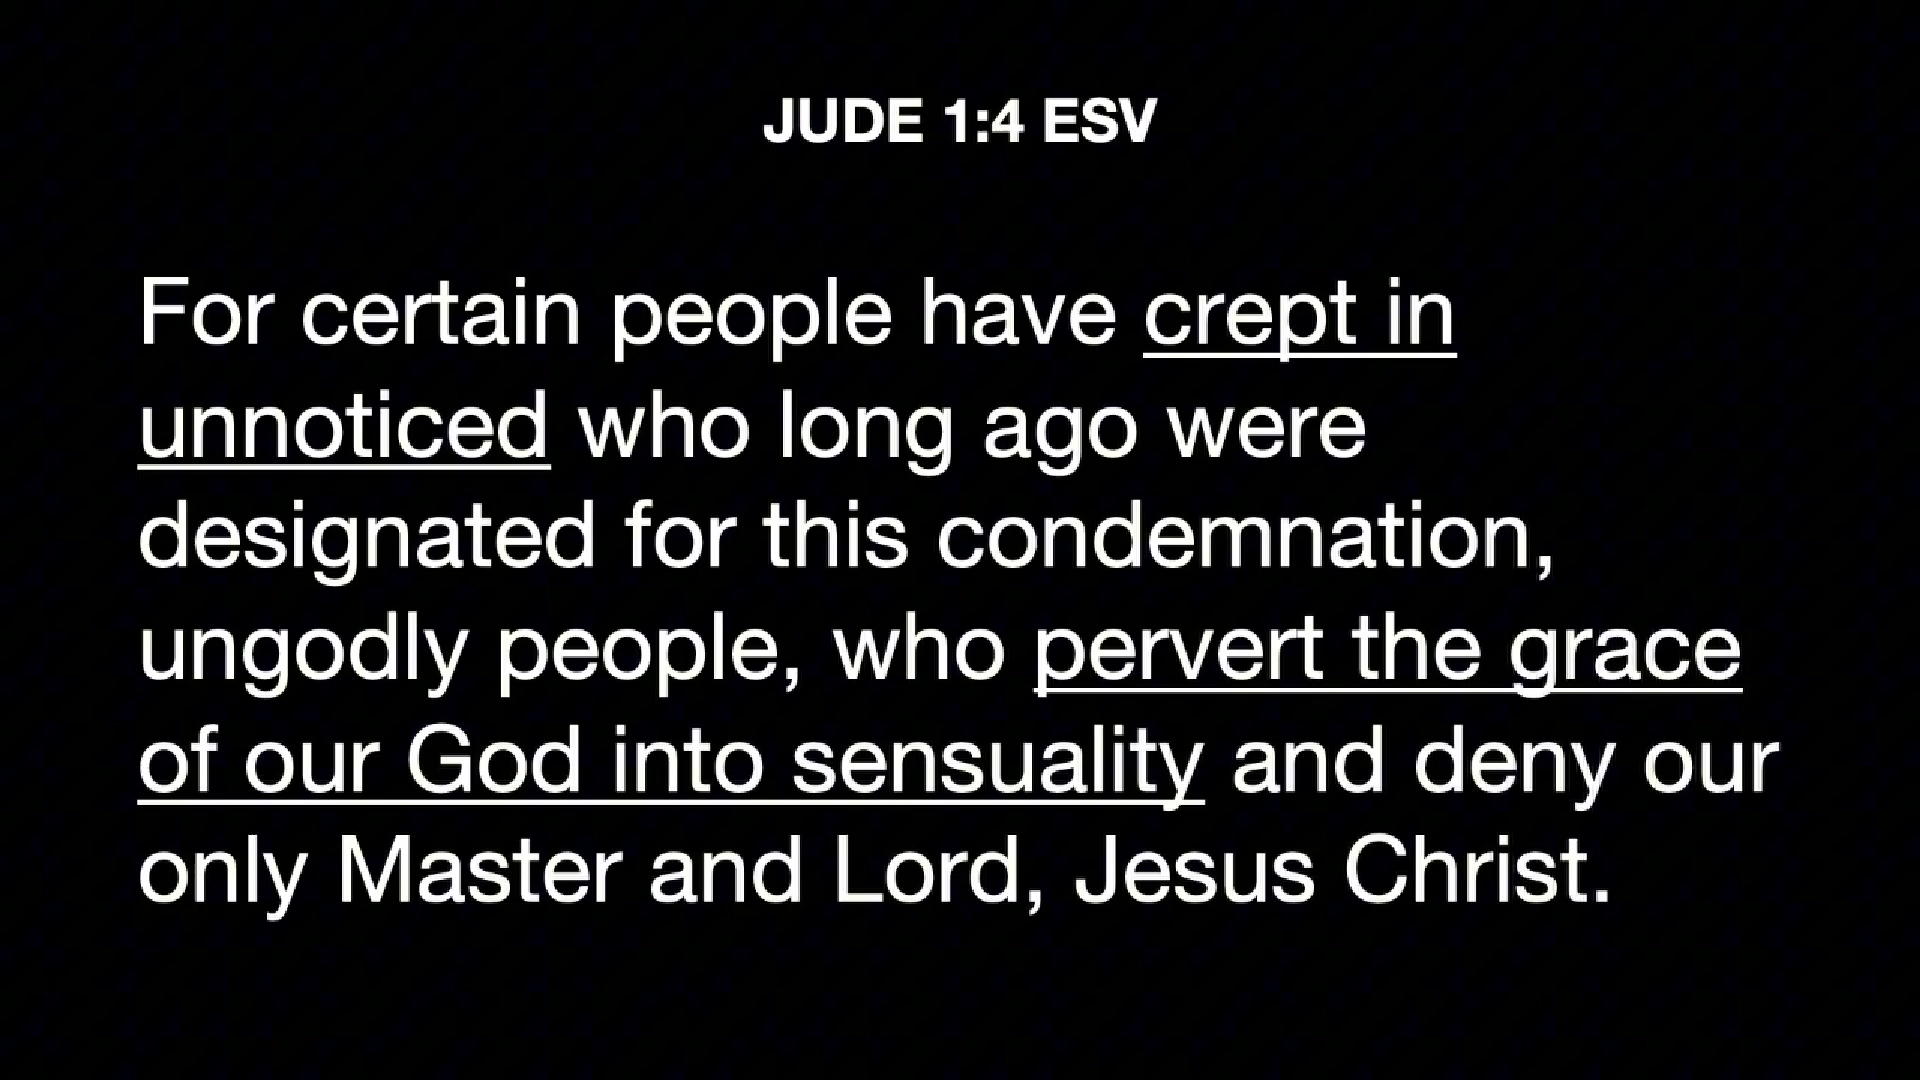 JUDE 1:4 ESV
For certain people have crept in
unnoticed who long ago were
designated for this condemnation,
ungodly people, who pervert the grace
of our God into sensuality and deny our
only Master and Lord, Jesus Christ.